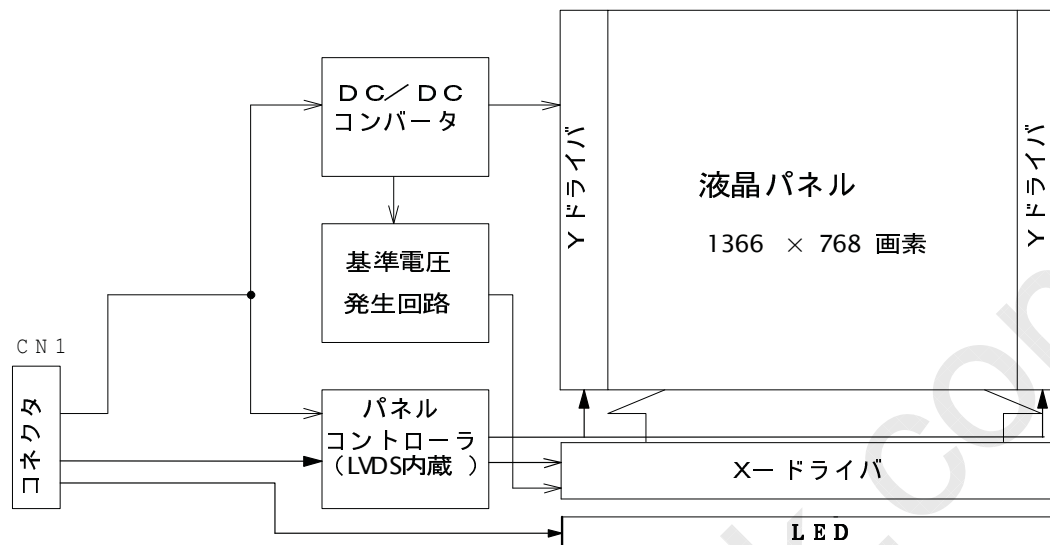 DC/DC
コンバータ
Yドライバ
液晶パネル
1366 × 768 画素
Yドライバ
基準電圧
発生回路
CN1
コネクタ
パネル
コントローラ
(LVDS内蔵 )
X-ドライバ
LED